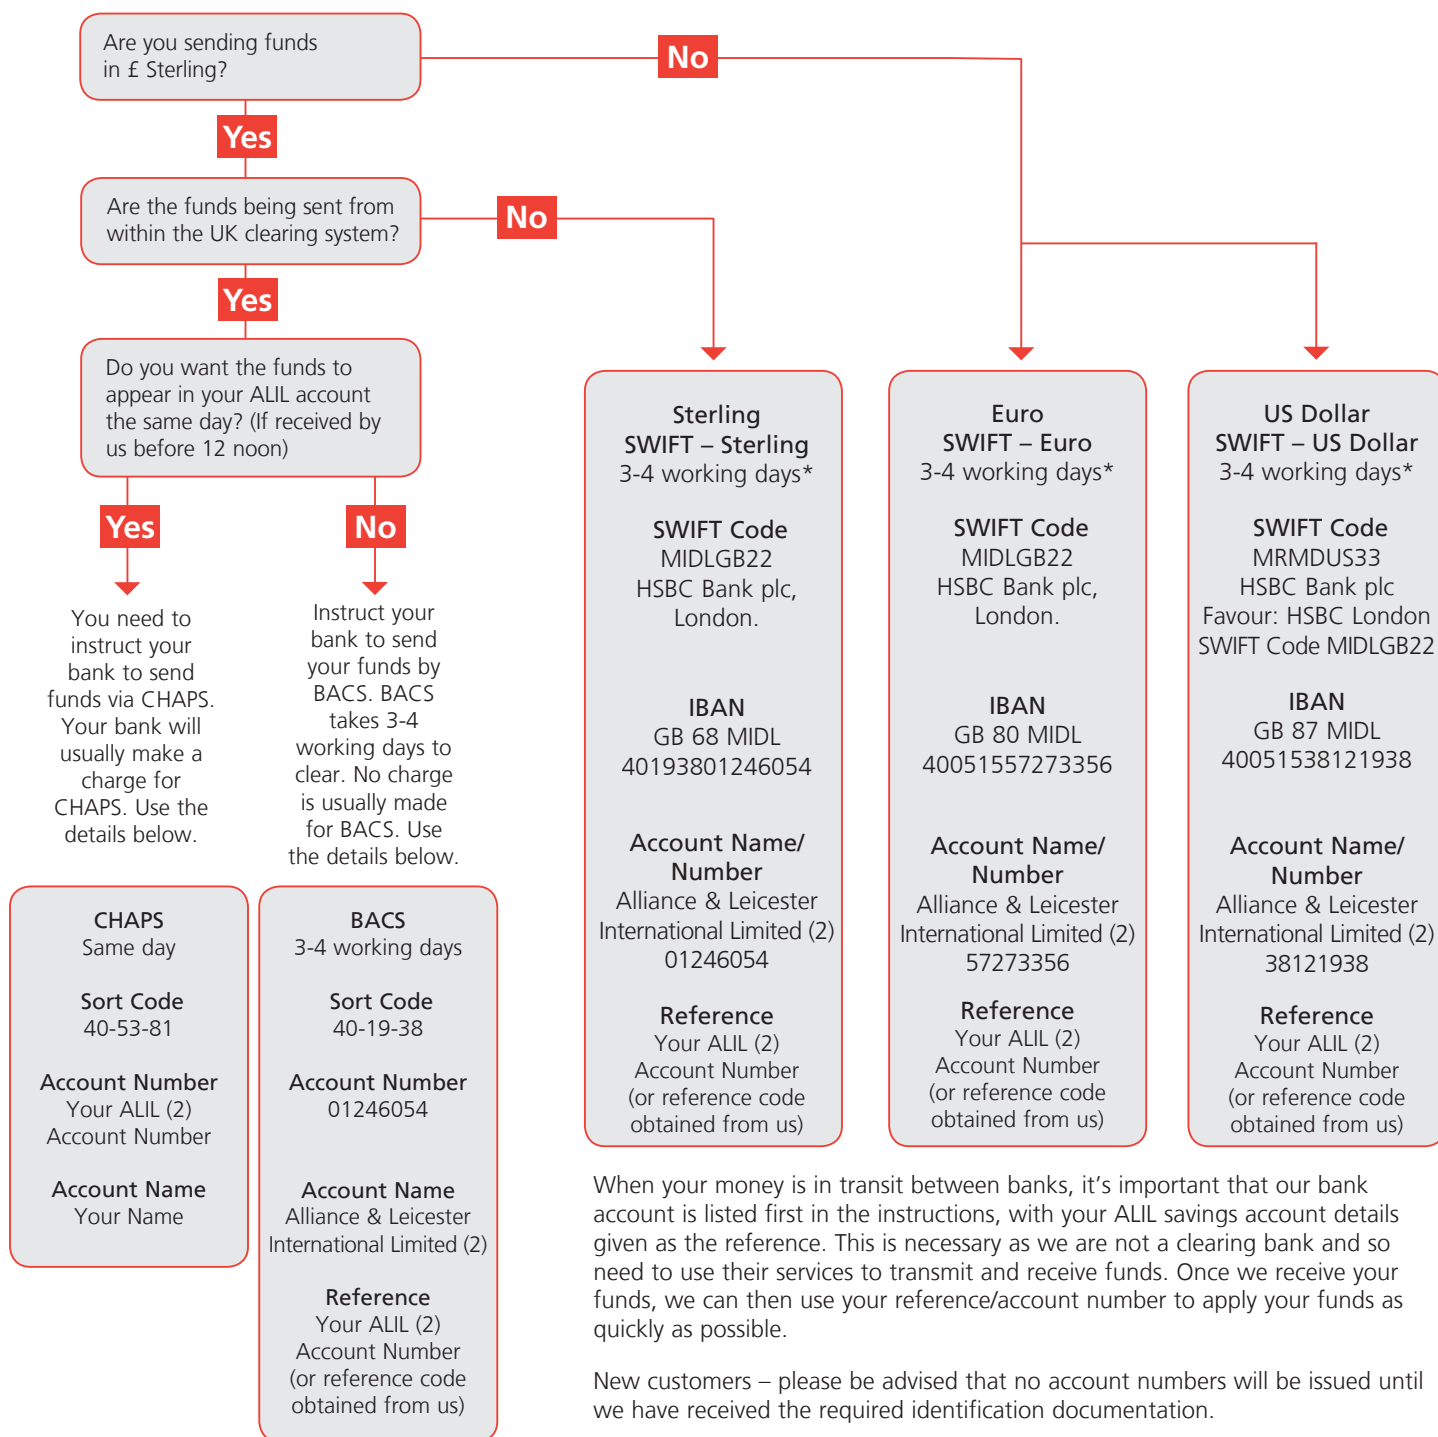 Are you sending funds
in £ Sterling?
No
Yes
Are the funds being sent from
within the UK clearing system?
No
Yes
Do you want the funds to
appear in your ALIL account
the same day? (If received by
us before 12 noon)
Yes
No
You need to
instruct your
bank to send
funds via CHAPS.
Your bank will
usually make a
charge for
CHAPS. Use the
details below.
Instruct your
bank to send
your funds by
BACS. BACS
takes 3-4
working days to
clear. No charge
is usually made
for BACS. Use
the details below.
CHAPS
Same day
Sort Code
40-53-81
Account Number
Your ALIL (2)
Account Number
Account Name
Your Name
BACS
3-4 working days
Sort Code
40-19-38
Account Number
01246054
Account Name
Alliance & Leicester
International Limited (2)
Reference
Your ALIL (2)
Account Number
(or reference code
obtained from us)
Sterling
SWIFT – Sterling
3-4 working days*
SWIFT Code
MIDLGB22
HSBC Bank plc,
London.
IBAN
GB 68 MIDL
40193801246054
Account Name/
Number
Alliance & Leicester
International Limited (2)
01246054
Reference
Your ALIL (2)
Account Number
(or reference code
obtained from us)
Euro
SWIFT – Euro
3-4 working days*
SWIFT Code
MIDLGB22
HSBC Bank plc,
London.
IBAN
GB 80 MIDL
40051557273356
Account Name/
Number
Alliance & Leicester
International Limited (2)
57273356
Reference
Your ALIL (2)
Account Number
(or reference code
obtained from us)
US Dollar
SWIFT – US Dollar
3-4 working days*
SWIFT Code
MRMDUS33
HSBC Bank plc
Favour: HSBC London
SWIFT Code MIDLGB22
IBAN
GB 87 MIDL
40051538121938
Account Name/
Number
Alliance & Leicester
International Limited (2)
38121938
Reference
Your ALIL (2)
Account Number
(or reference code
obtained from us)
When your money is in transit between banks, it's important that our bank
account is listed first in the instructions, with your ALIL savings account details
given as the reference. This is necessary as we are not a clearing bank and so
need to use their services to transmit and receive funds. Once we receive your
funds, we can then use your reference/account number to apply your funds as
quickly as possible.
New customers – please be advised that no account numbers will be issued until
we have received the required identification documentation.